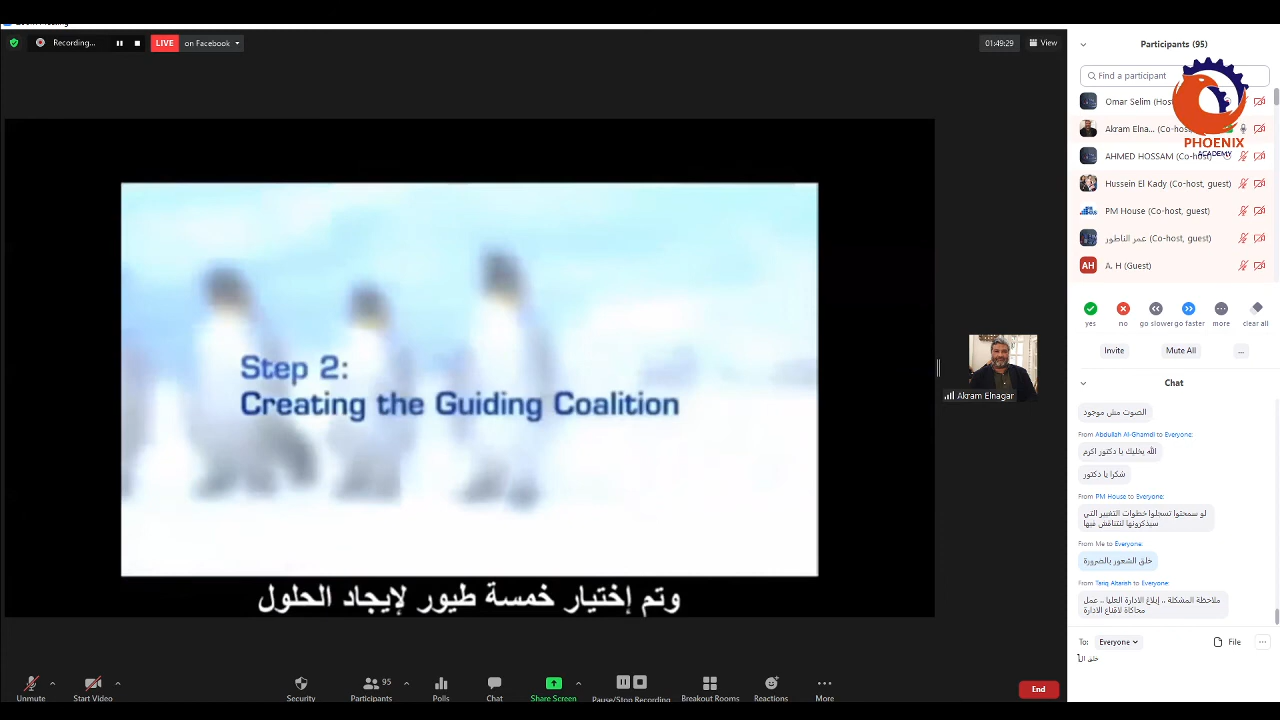 Recording...
LIVE
on Facebook
01:49:29
View
Participants (95)
Find a participant
Omar Selim
Akram Elna... (Co-host
AHMED HOSSAM (Co-host
Hussein El Kady (Co-host, guest)
PM House (Co-host, guest)
عمر الناطور (Co-host, guest)
AH
A. H (Guest)
PHOENIX
ACADEMY
yes
no
go slower
go faster
more
clear all
Invite
Mute All
...
Step 2:
Creating the Guiding Coalition
وتم إختيار خمسة طيور لإيجاد الحلول
Akram Elnagar
Chat
الصوت مش موجود
From Abdullah Al-Ghamdi to Everyone:
الله يخليك يا دكتور اكرم
شكرا يا دكتور
From PM House to Everyone:
لو سمحتوا تسجلوا خطوات التغيير التي
سيذكرونها لنتناقش فيها
From Me to Everyone:
خلق الشعور بالضرورة
From Tariq Altarah to Everyone:
ملاحظة المشكلة .. إبلاغ الادارة العليا .. عمل
محاكاة لاقناع الادارة
To:
Everyone
File
...
خلق ال
Unmute
Start Video
Security
95
Participants
Polls
Chat
Share Screen
Pause/Stop Recording
Breakout Rooms
Reactions
More
End